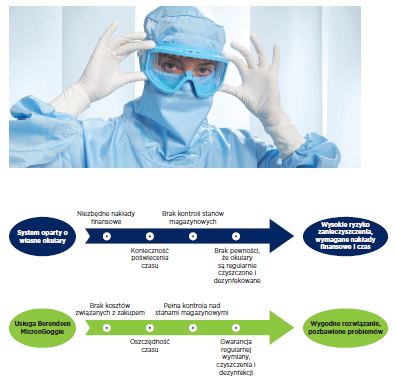 Niezbędne nakłady
finansowe
Brak kontroli stanów
magazynowych
System oparty o
własne okulary
Wysokie ryzyko
zanieczyszczenia,
wymagane nakłady
finansowe i czas
Konieczność
poświęcenia
czasu
Brak pewności,
że okulary
są regularnie
czyszczone i
dezynfekowane
Brak kosztów
związanych z zakupem
Pełna kontrola nad
stanami magazynowymi
Usługa Berendsen
MicronGoggle
Wygodne rozwiązanie,
pozbawione problemów
Oszczędność
czasu
Gwarancja
regularnej
wymiany,
czyszczenia i
dezynfekcji